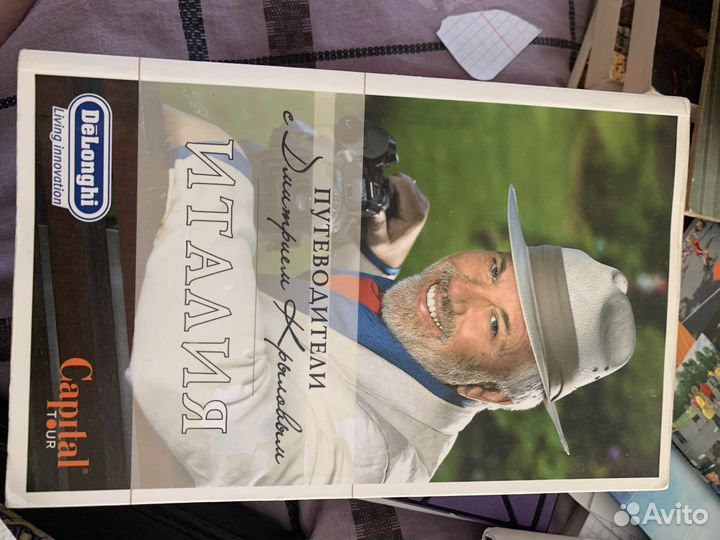 ПУТЕВОДИТЕЛИ
с Дмитрием Крыловым
ИТАЛИЯ
DeLonghi
Living innovation
Capital®
TOUR
Avito